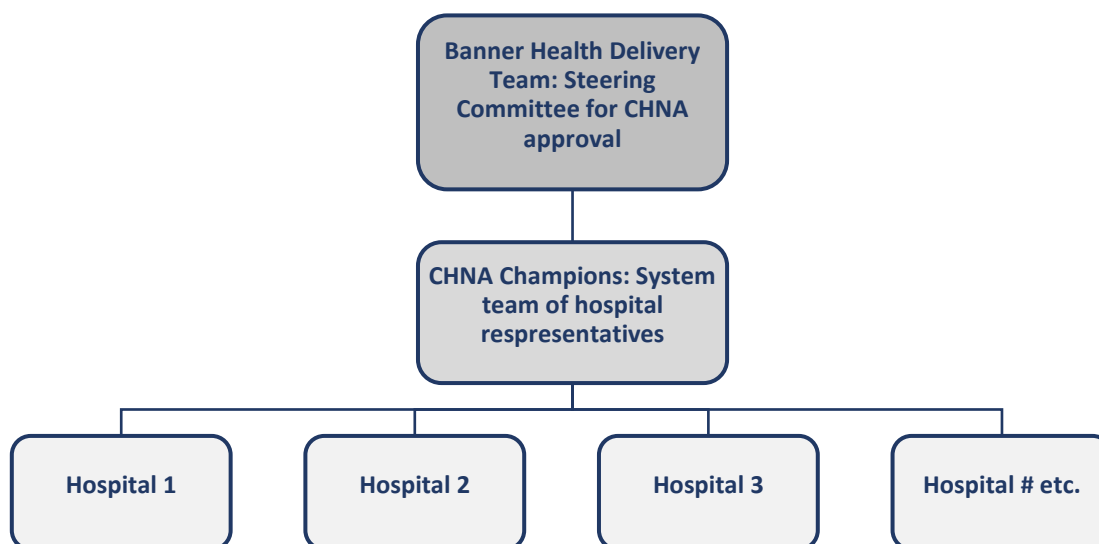 Banner Health Delivery
Team: Steering
Committee for CHNA
approval
CHNA Champions: System
team of hospital
respresentatives
Hospital 1
Hospital 2
Hospital 3
Hospital # etc.